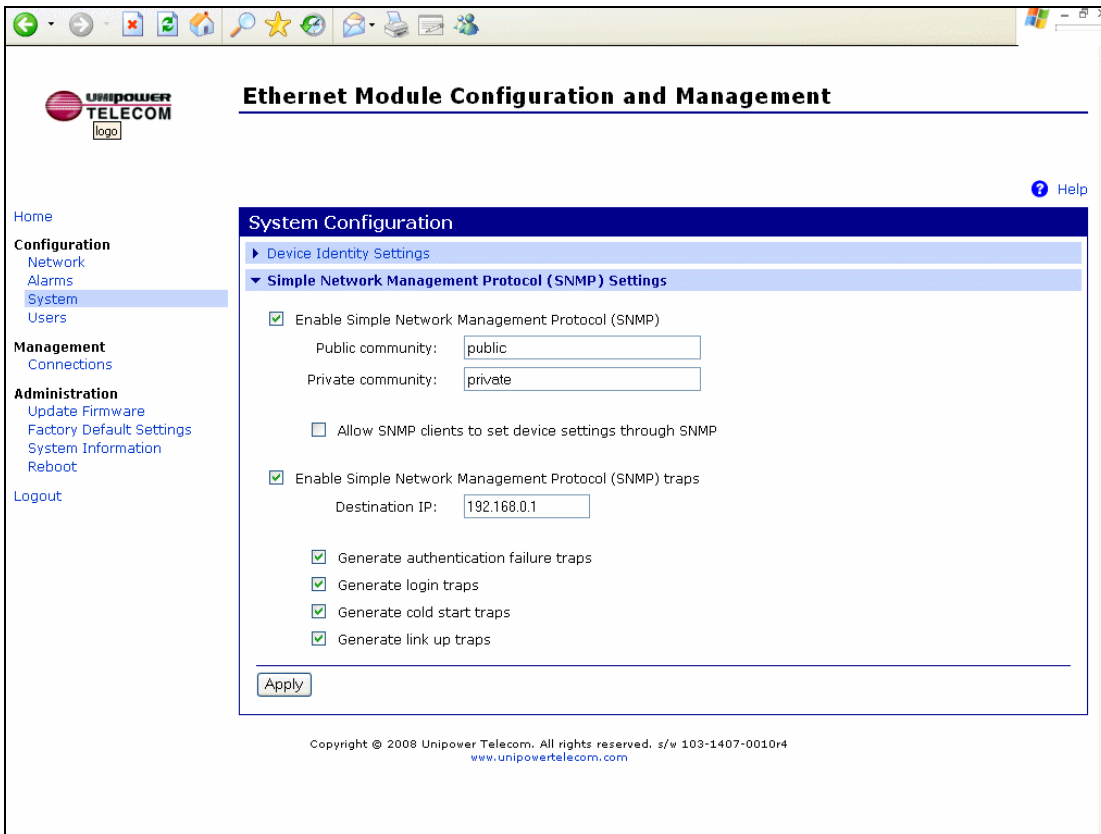 UNIPOWER
TELECOM
logo
Ethernet Module Configuration and Management
Help
Home
Configuration
Network
Alarms
System
Users
Management
Connections
Administration
Update Firmware
Factory Default Settings
System Information
Reboot
Logout
System Configuration
Device Identity Settings
Simple Network Management Protocol (SNMP) Settings
Enable Simple Network Management Protocol (SNMP)
Public community: public
Private community: private
Allow SNMP clients to set device settings through SNMP
Enable Simple Network Management Protocol (SNMP) traps
Destination IP: 192.168.0.1
Generate authentication failure traps
Generate login traps
Generate cold start traps
Generate link up traps
Apply
Copyright © 2008 Unipower Telecom. All rights reserved. s/w 103-1407-0010r4
www.unipowertelecom.com